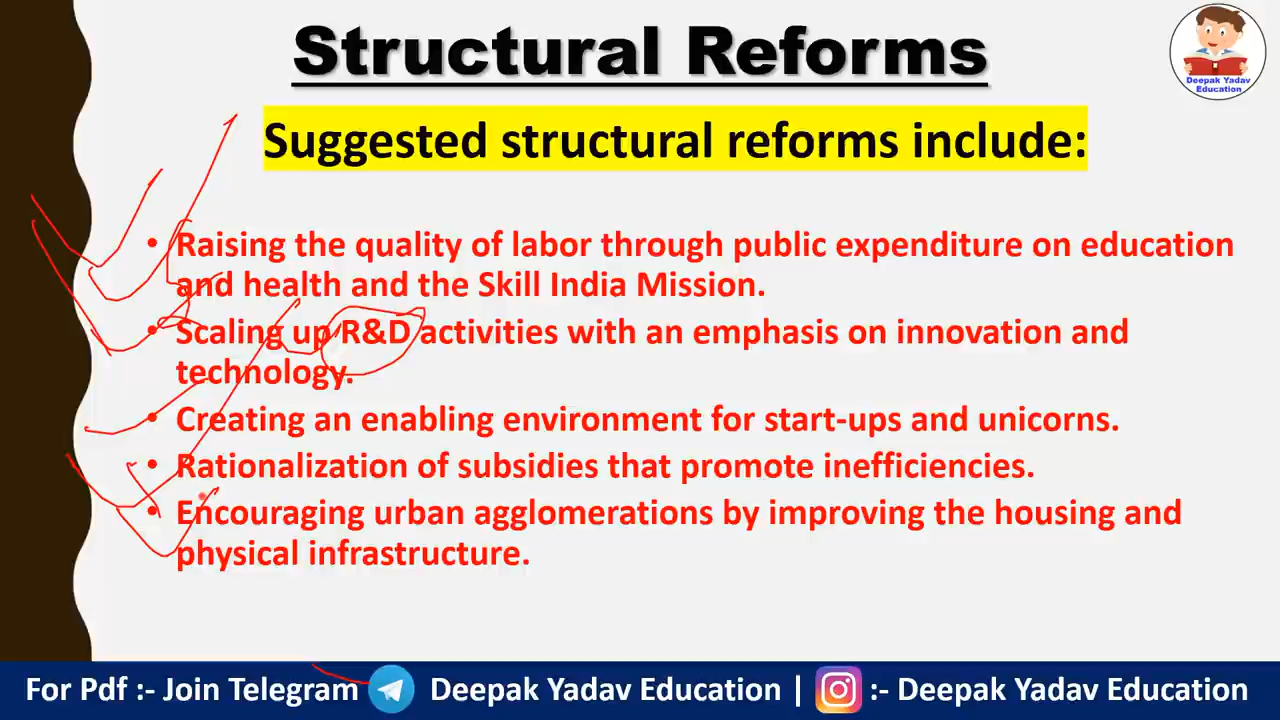 Structural Reforms
Deepak Yadav
Education
Suggested structural reforms include:
• Raising the quality of labor through public expenditure on education
and health and the Skill India Mission.
• Scaling up R&D activities with an emphasis on innovation and
technology.
• Creating an enabling environment for start-ups and unicorns.
• Rationalization of subsidies that promote inefficiencies.
• Encouraging urban agglomerations by improving the housing and
physical infrastructure.
For Pdf :- Join Telegram Deepak Yadav Education | :- Deepak Yadav Education